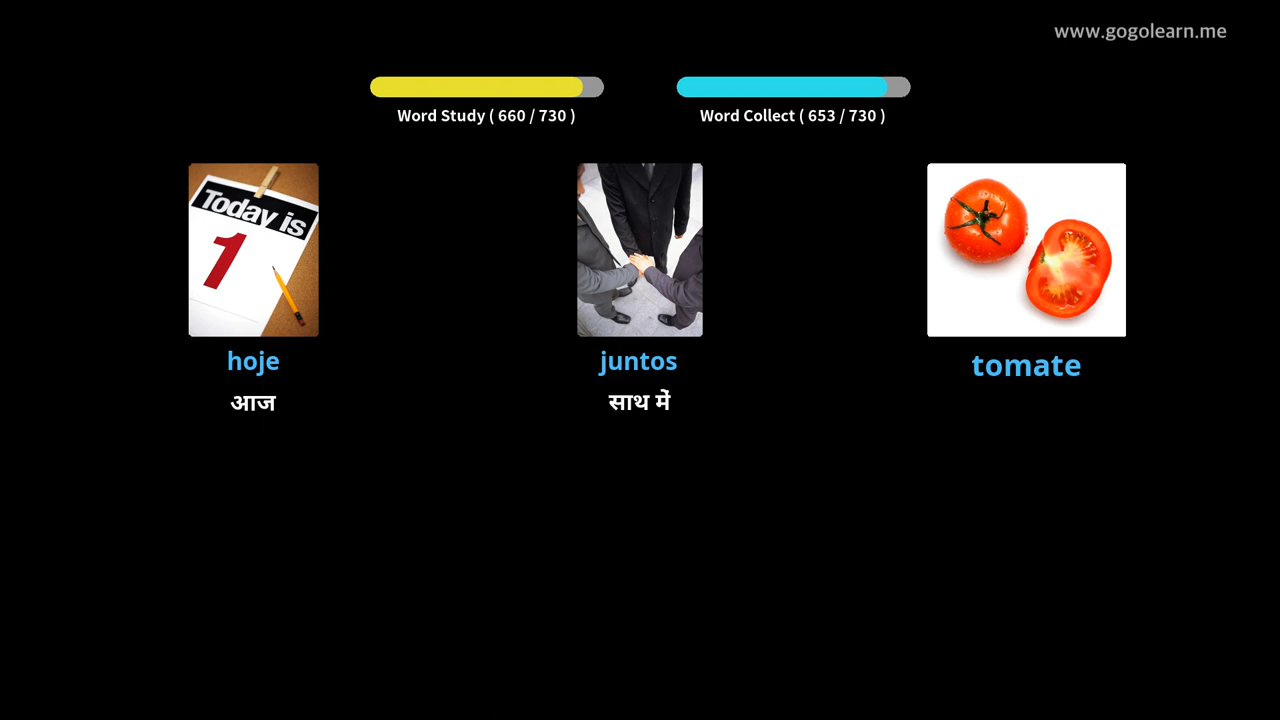 www.gogolearn.me
Word Study ( 660 / 730 )
Word Collect ( 653 / 730 )
Today is
1
hoje
juntos
tomate
आज
साथ में